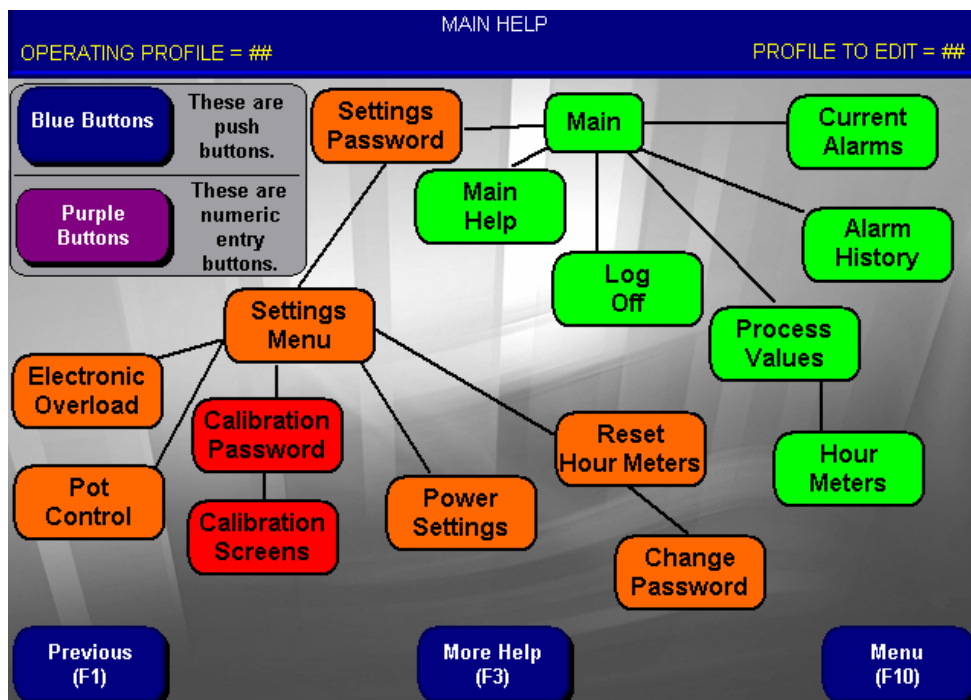 MAIN HELP
OPERATING PROFILE = ##
PROFILE TO EDIT = ##
Blue Buttons
These are
push
buttons.
Purple
Buttons
These are
numeric
entry
buttons.
Settings
Password
Main
Current
Alarms
Main
Help
Alarm
History
Log
Off
Settings
Menu
Process
Values
Electronic
Overload
Calibration
Password
Reset
Hour Meters
Hour
Meters
Pot
Control
Power
Settings
Calibration
Screens
Change
Password
Previous
(F1)
More Help
(F3)
Menu
(F10)